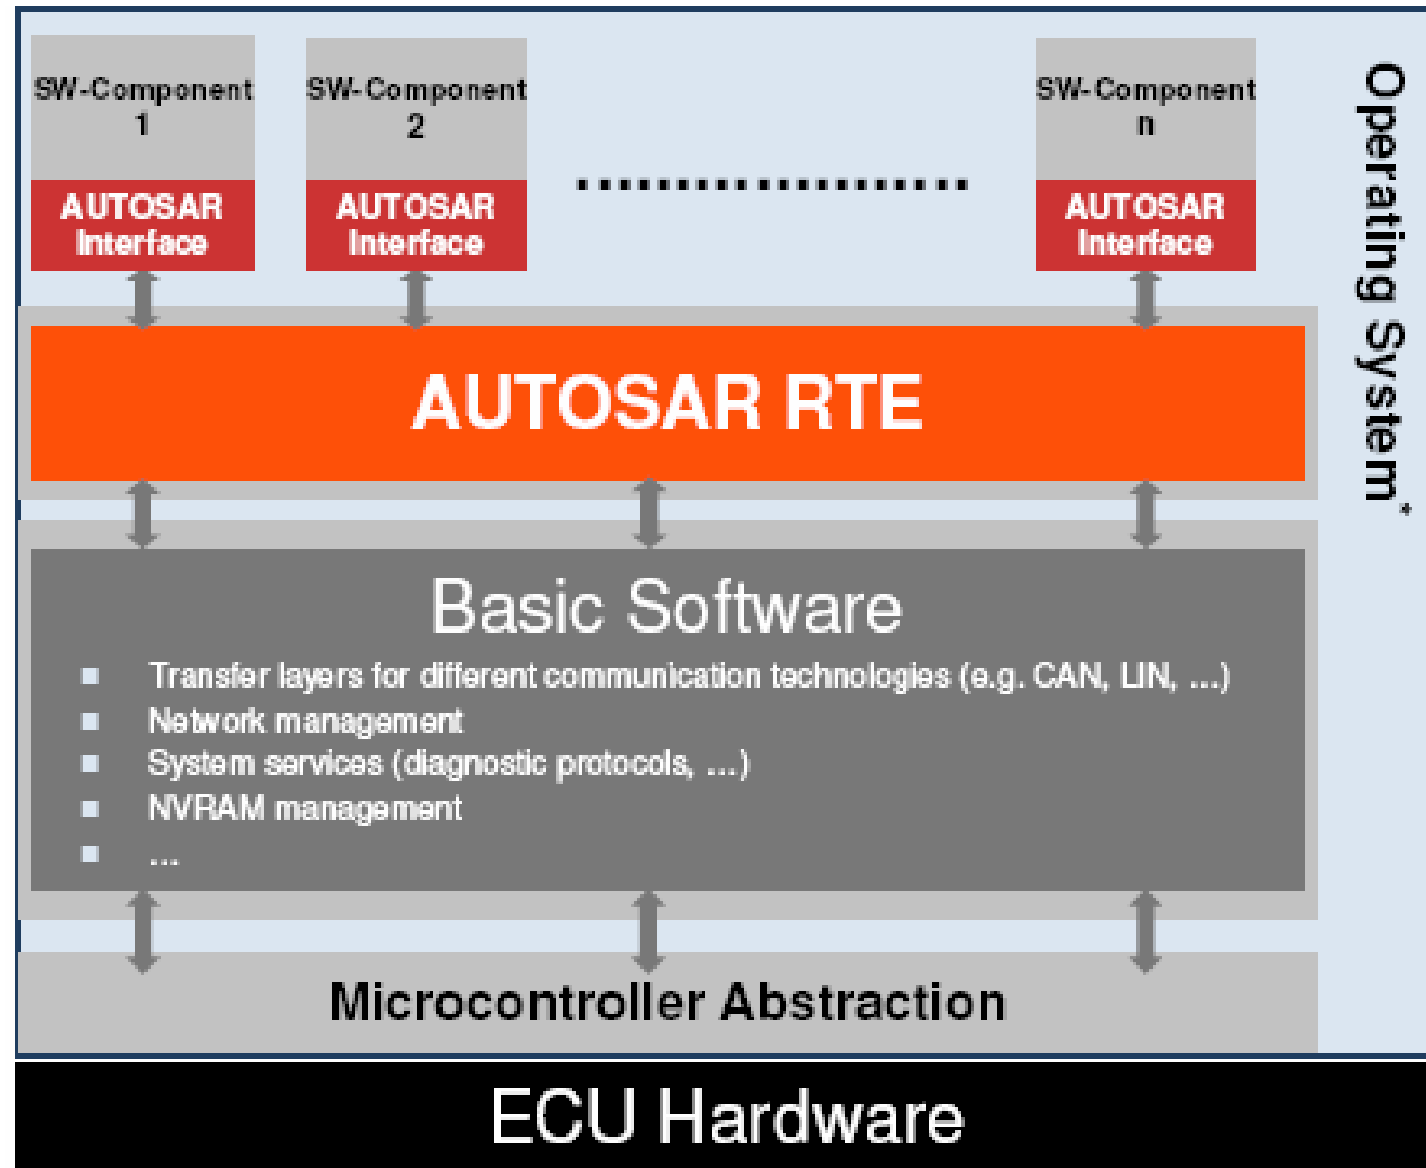 SW-Component
1
AUTOSAR
Interface
SW-Component
2
AUTOSAR
Interface
....................
SW-Component
n
AUTOSAR
Interface
Operating System*
AUTOSAR RTE
Basic Software
Transfer layers for different communication technologies (e.g. CAN, LIN, ...)
Network management
System services (diagnostic protocols, ...)
NVRAM management
...
Microcontroller Abstraction
ECU Hardware